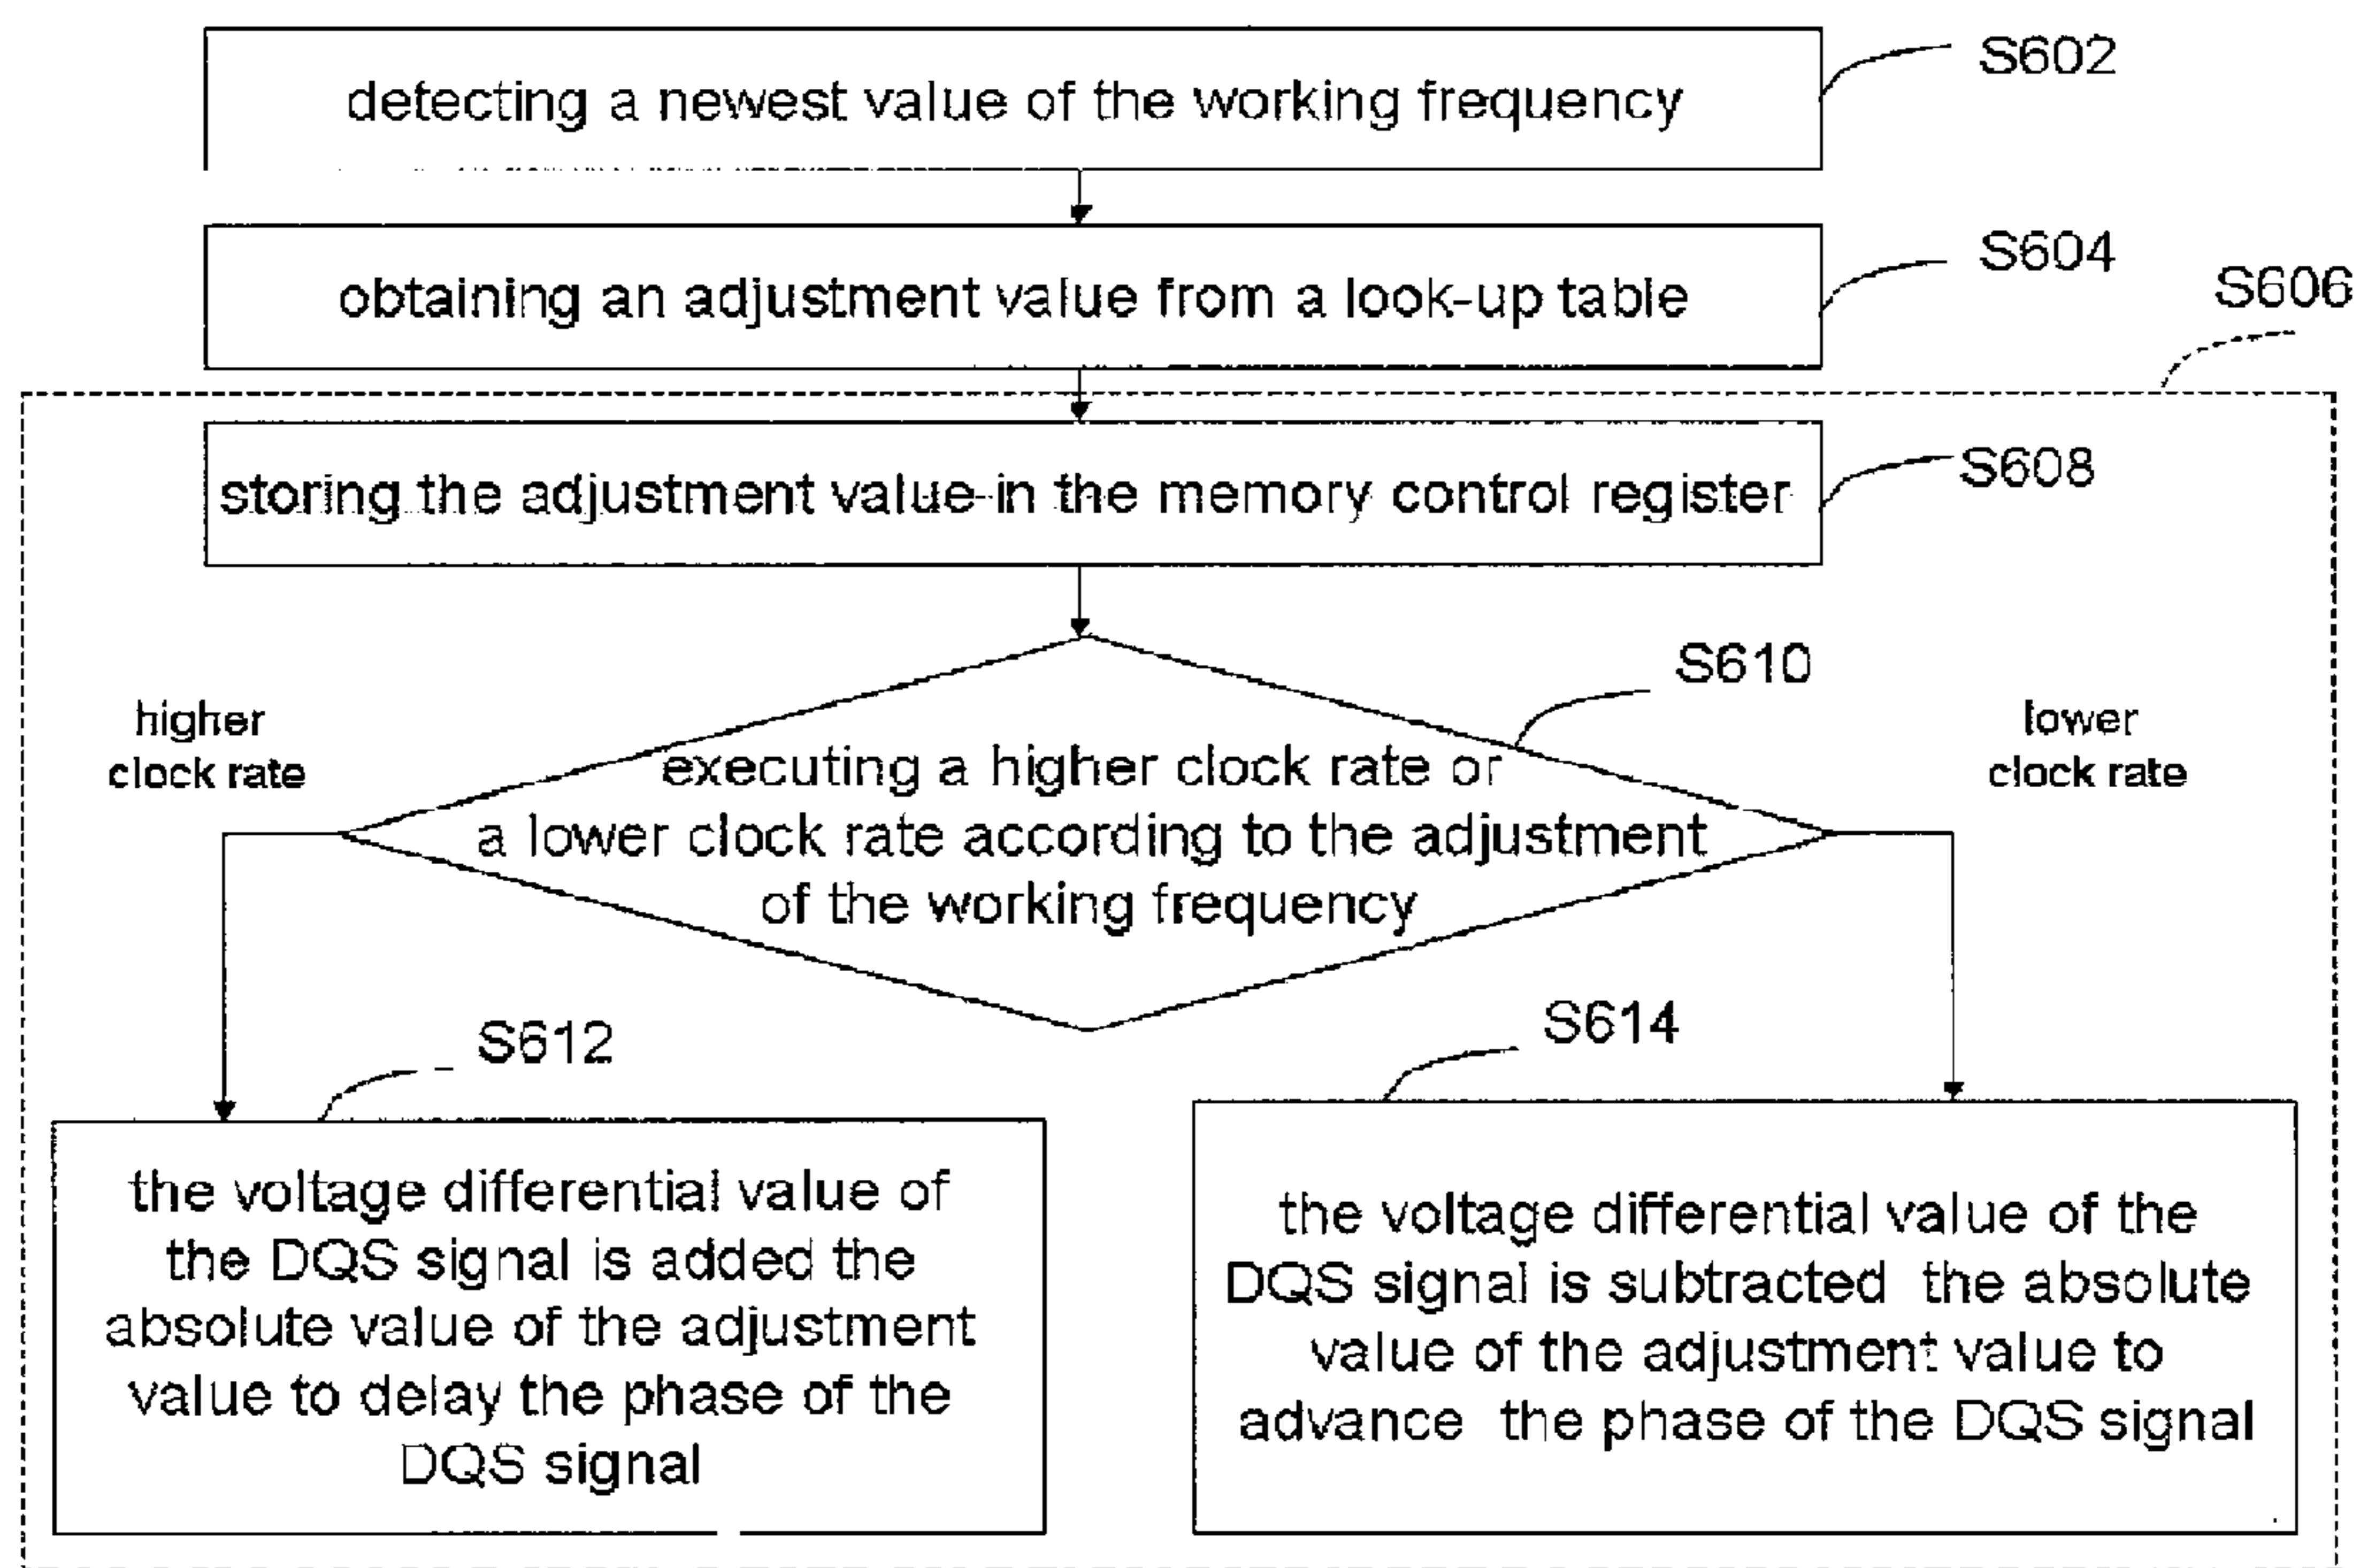 detecting a newest value of the working frequency
S602
obtaining an adjustment value from a look-up table
S604
S606
storing the adjustment value in the memory control register
S608
S610
higher
clock rate
lower
clock rate
executing a higher clock rate or
a lower clock rate according to the adjustment
of the working frequency
S612
S614
the voltage differential value of
the DQS signal is added the
absolute value of the adjustment
value to delay the phase of the
DQS signal
the voltage differential value of the
DQS signal is subtracted the absolute
value of the adjustment value to
advance the phase of the DQS signal